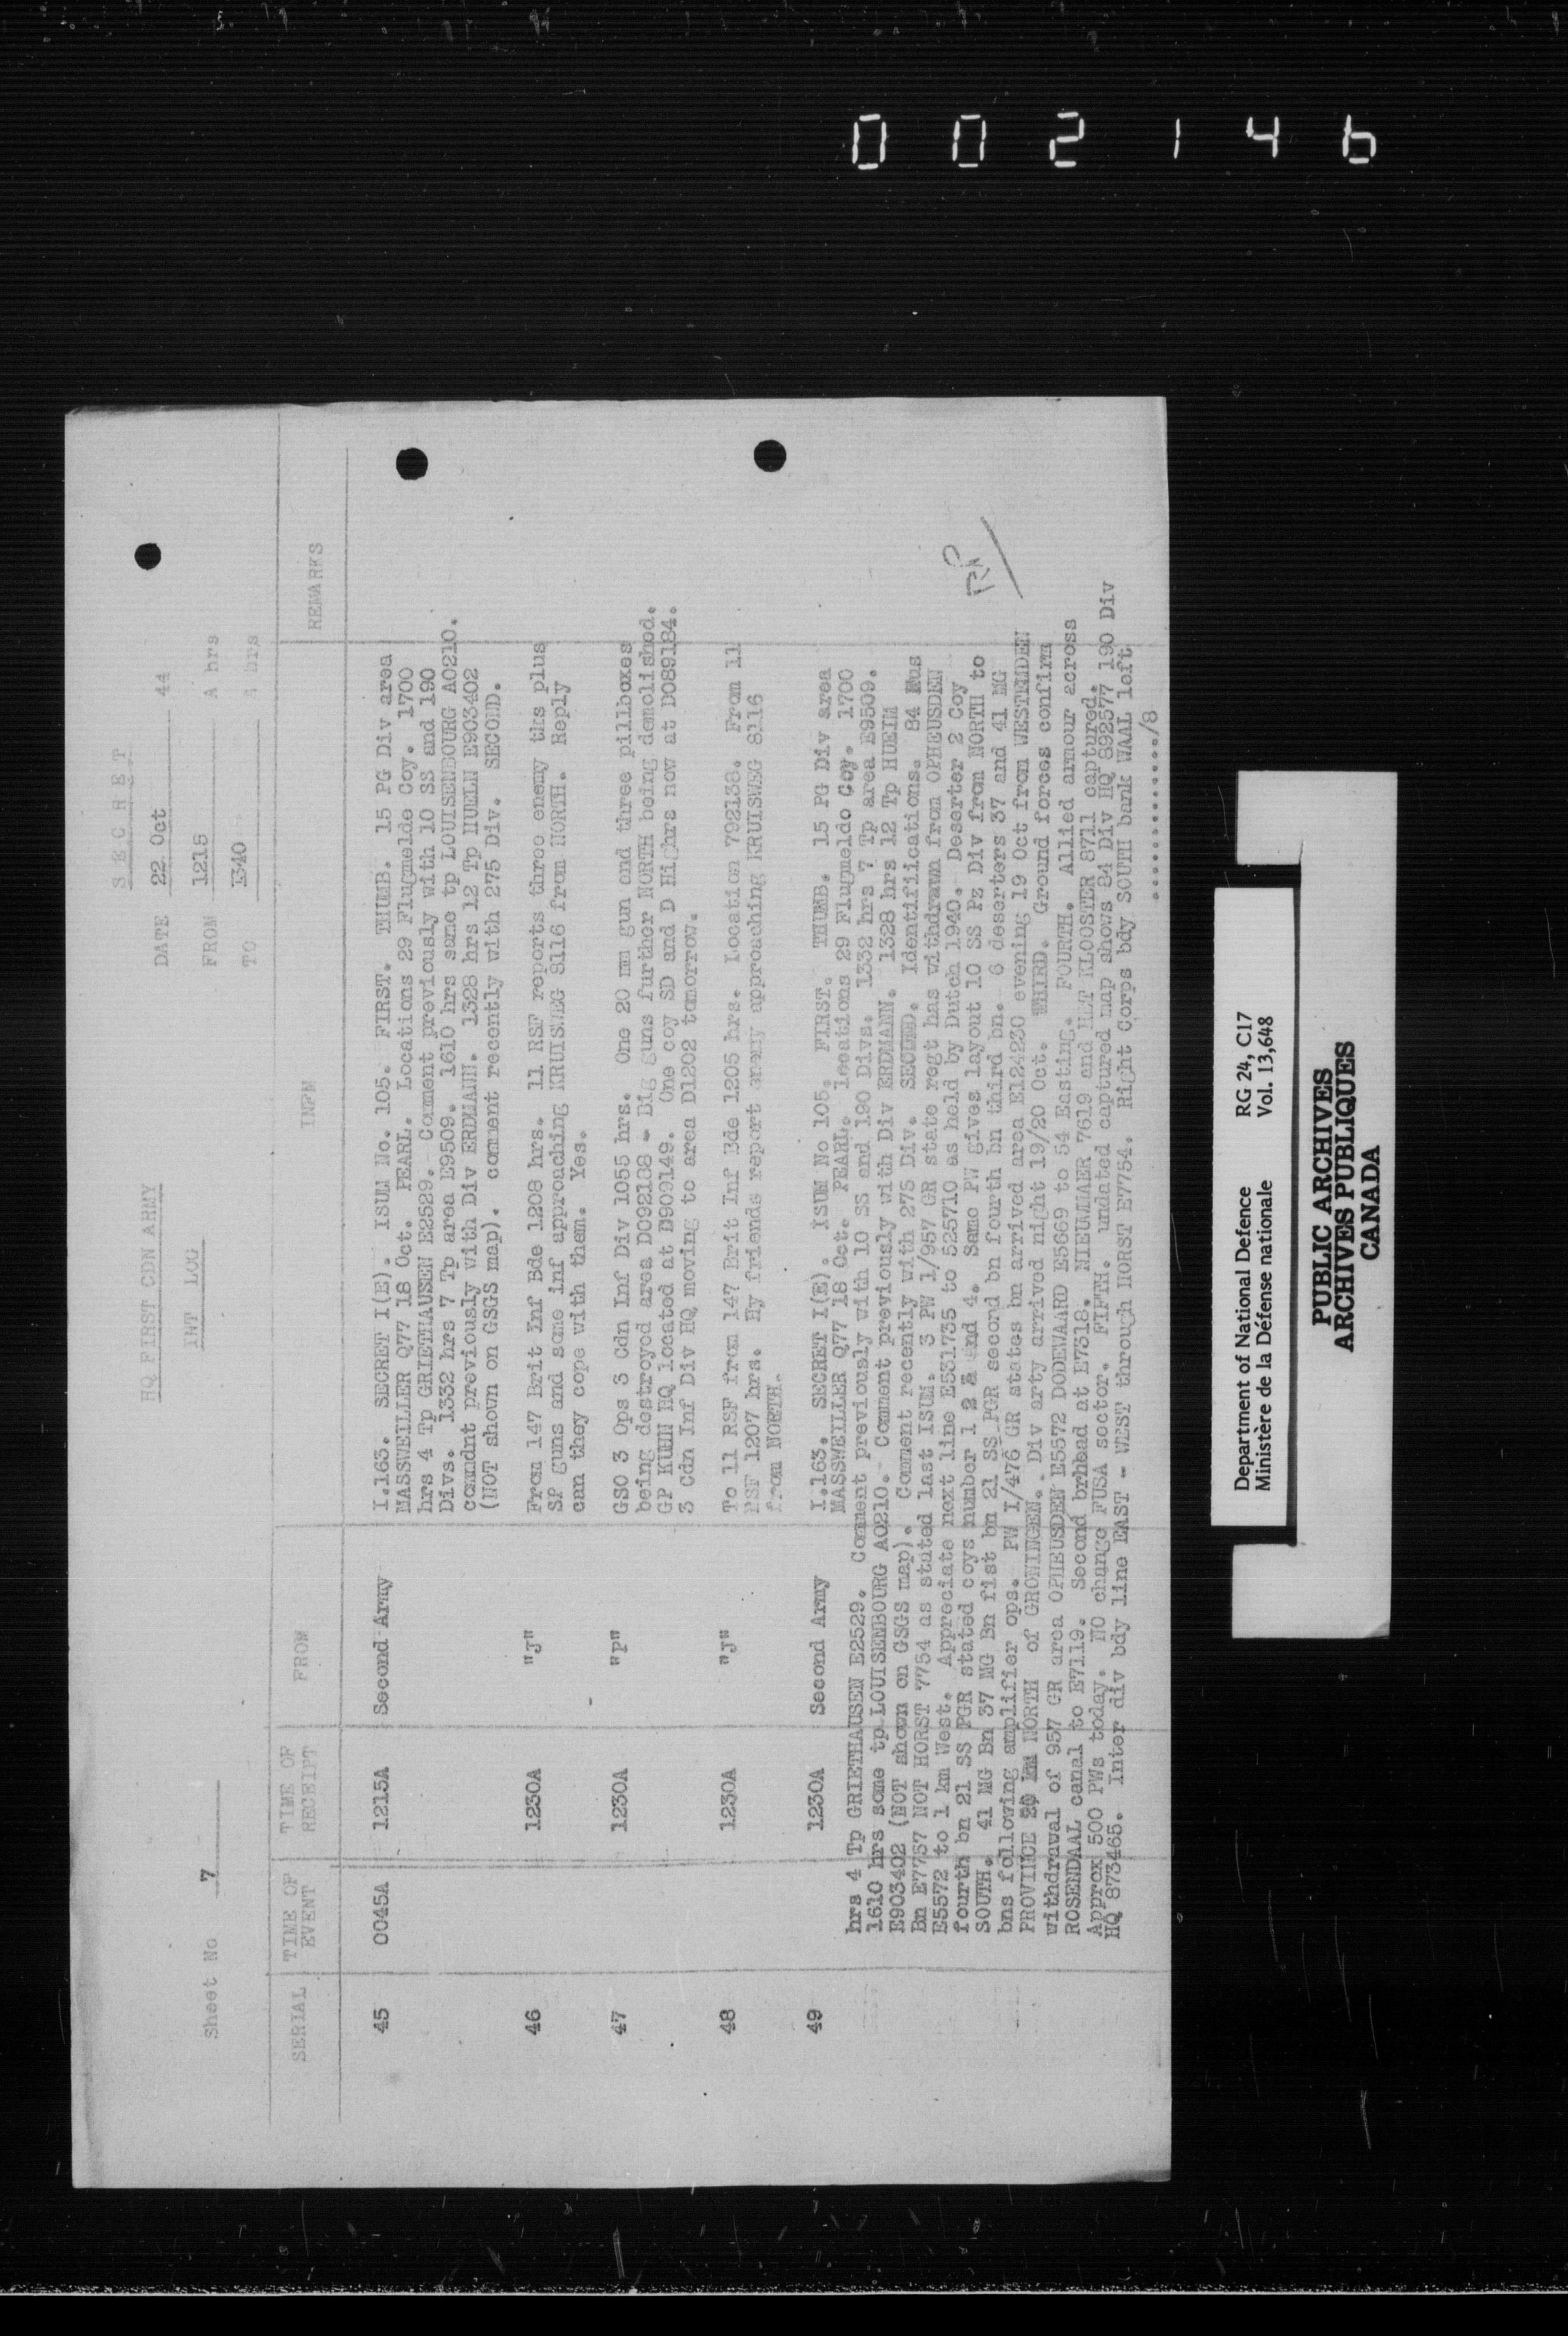 002146
SECRET
HQ FIRST CDN ARMY
DATE 22 Oct 44
INT LOG
FROM 1215 A hrs
Sheet No 7
TO 1340 A hrs
SERIAL TIME OF EVENT TIME OF RECEIPT FROM INFM REMARKS
45 0045A 1215A Second Army I.163. SECRET I(E). ISUM No. 105. FIRST. THUMB. 15 PG Div area
MASSWEILLER Q77 18 Oct. PEARL. Locations 29 Flugmelde Coy. 1700
hrs 4 Tp GRIETHAUSEN E2529. Comment previously with 10 SS and 190
Divs. 1332 hrs 7 Tp area E9509. 1610 hrs same tp LOUISENBOURG A0210.
commdnt previously with Div ERDMANN. 1328 hrs 12 Tp HUELN E903402
(NOT shown on GSGS map). comment recently with 275 Div. SECOND.
46 1230A "J" From 147 Brit Inf Bde 1208 hrs. 11 RSF reports three enemy tks plus
SP guns and some inf approaching KRUISWEG 8116 from NORTH. Reply
can they cope with them. Yes.
47 1230A "P" GSO 3 Ops 3 Cdn Inf Div 1055 hrs. One 20 mm gun and three pillboxes
being destroyed area D092188 - Big guns further NORTH being demolished.
GP KUHN HQ located at D909149. One coy SD and D Highrs now at D089184.
3 Cdn Inf Div HQ moving to area D1202 tomorrow.
48 1230A "J" To 11 RSF from 147 Brit Inf Bde 1205 hrs. Location 792138. From 11
RSF 1207 hrs. My friends report enemy approaching KRUISWEG 8116
from NORTH.
49 1230A Second Army I.163. SECRET I(E). ISUM No 105. FIRST. THUMB. 15 PG Div area
MASSWEILLER Q77 18 Oct. PEARL. locations 29 Flugmeldo Coy. 1700
hrs 4 Tp GRIETHAUSEN E2529. Comment previously with 10 SS and 190 Divs. 1332 hrs 7 Tp area E9509.
1610 hrs some tp LOUISENBOURG A0210. Comment previously with Div ERDMANN. 1328 hrs 12 Tp HUEIM
E903402 (NOT shown on GSGS map). Comment recently with 275 Div. SECOND. Identifiications. 84 Fus
Bn E7757 NOT HORST 7754 as stated last ISUM. 3 PW 1/957 GR state regt has withdrawn from OPHEUSDEN
E5572 to 1 km West. Appreciate next line E531735 to 525710 as held by Dutch 1940. Deserter 2 Coy
fourth bn 21 SS PGR stated coys number 1 2 and 4. Same PW gives layout 10 SS Pz Div from NORTH to
SOUTH. 41 MG Bn 37 MG Bn fist bn 21 SS PGR second bn fourth bn third bn. 6 deserters 37 and 41 MG
bns following amplifier ops. PW I/476 GR states bn arrived area E124230 evening 19 Oct from WESTEMDEN
PROVINCE 20 km NORTH of GRONINGEN. Div arty arrived night 19/20 Oct. THIRD. Ground forces confirm
withdrawal of 957 GR area OPHEUSDEN E5572 DODEWAARD E5669 to 54 Easting. FOURTH. Allied armour across
ROSENDAAL canal to E7119. Second brhead at E7318. NIEUWMAER 7619 and HET KLOOSTER 8711 captured.
Approx 500 PWs today. NO change FUSA sector. FIFTH. undated captured map shows 84 Div HQ 892577 190 Div
HQ 873465. Inter div bdy line EAST - WEST through HORST E7754. Right Corps bdy SOUTH bank WAAL left
............/8
Department of National Defence RG 24, C17
Ministère de la Défense nationale Vol. 13,648
PUBLIC ARCHIVES
ARCHIVES PUBLIQUES
CANADA